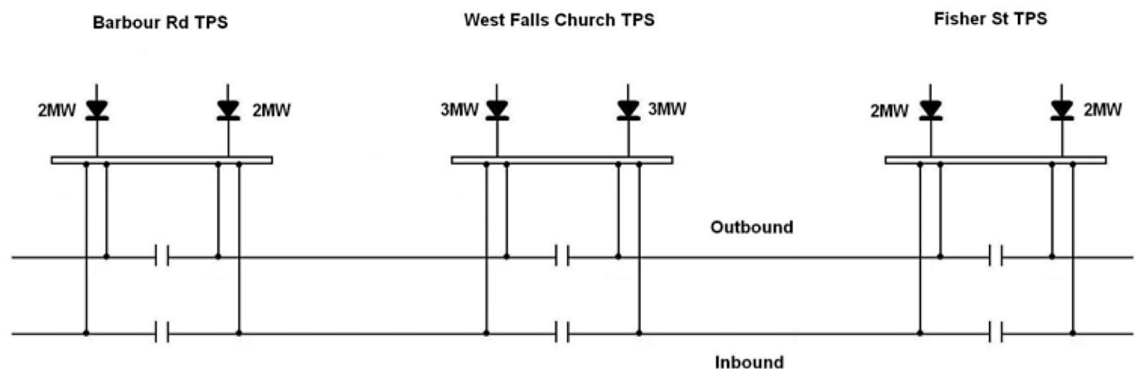 Barbour Rd TPS
West Falls Church TPS
Fisher St TPS
2MW
2MW
3MW
3MW
2MW
2MW
Outbound
Inbound